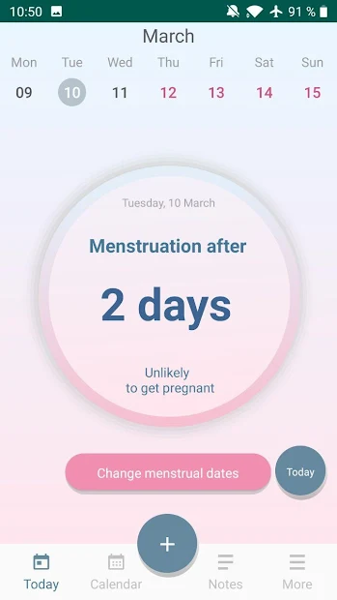 10:50 91 %
March
Mon Tue Wed Thu Fri Sat Sun
09 10 11 12 13 14 15
Tuesday, 10 March
Menstruation after
2 days
Unlikely
to get pregnant
Change menstrual dates
Today
+
Today Calendar Notes More